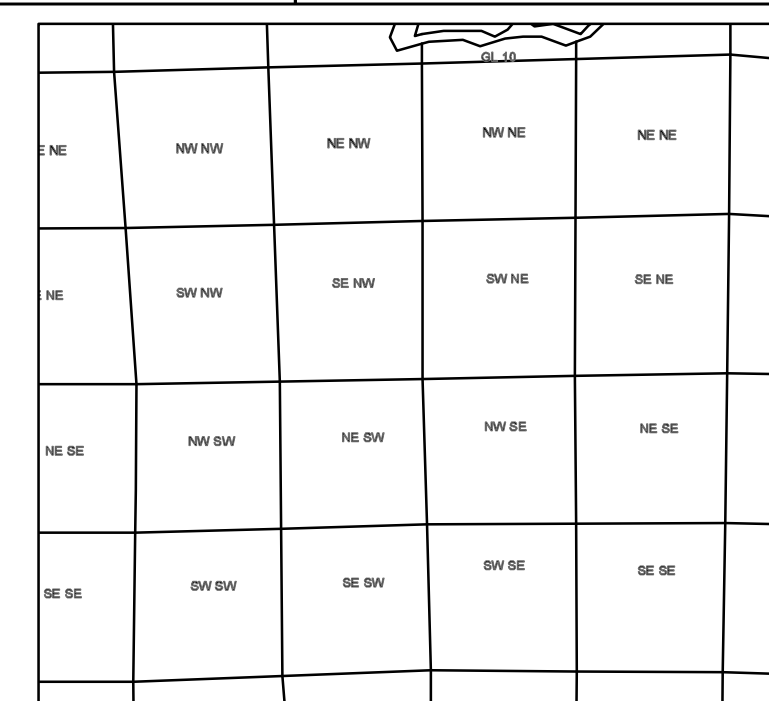 GL 10
E NE
NW NW
NE NW
NW NE
NE NE
NE
SW NW
SE NW
SW NE
SE NE
NE SE
NW SW
NE SW
NW SE
NE SE
SE SE
SW SW
SE SW
SW SE
SE SE